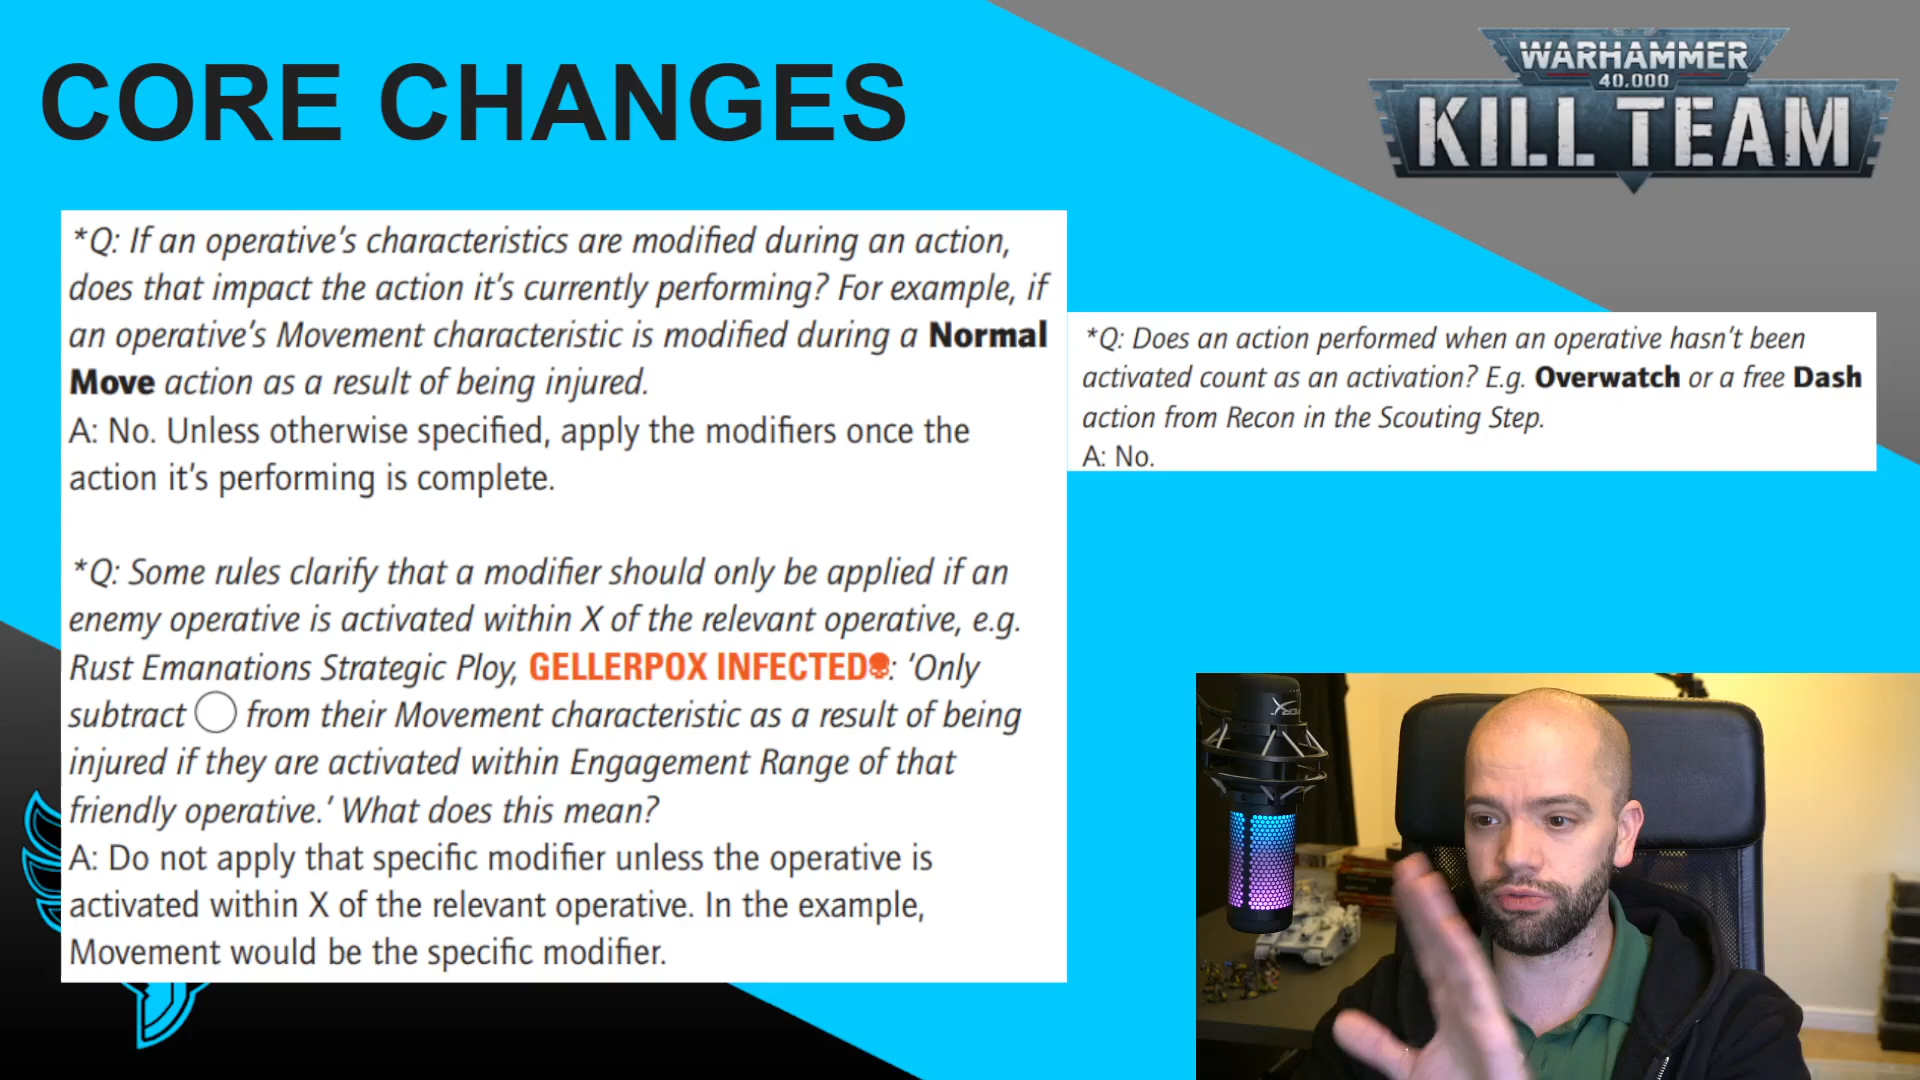 CORE CHANGES
WARHAMMER
40,000
KILL TEAM
*Q: If an operative's characteristics are modified during an action,
does that impact the action it's currently performing? For example, if
an operative's Movement characteristic is modified during a Normal
Move action as a result of being injured.
A: No. Unless otherwise specified, apply the modifiers once the
action it's performing is complete.
*Q: Some rules clarify that a modifier should only be applied if an
enemy operative is activated within X of the relevant operative, e.g.
Rust Emanations Strategic Ploy, GELLERPOX INFECTED: 'Only
subtract from their Movement characteristic as a result of being
injured if they are activated within Engagement Range of that
friendly operative.' What does this mean?
A: Do not apply that specific modifier unless the operative is
activated within X of the relevant operative. In the example,
Movement would be the specific modifier.
*Q: Does an action performed when an operative hasn't been
activated count as an activation? E.g. Overwatch or a free Dash
action from Recon in the Scouting Step.
A: No.